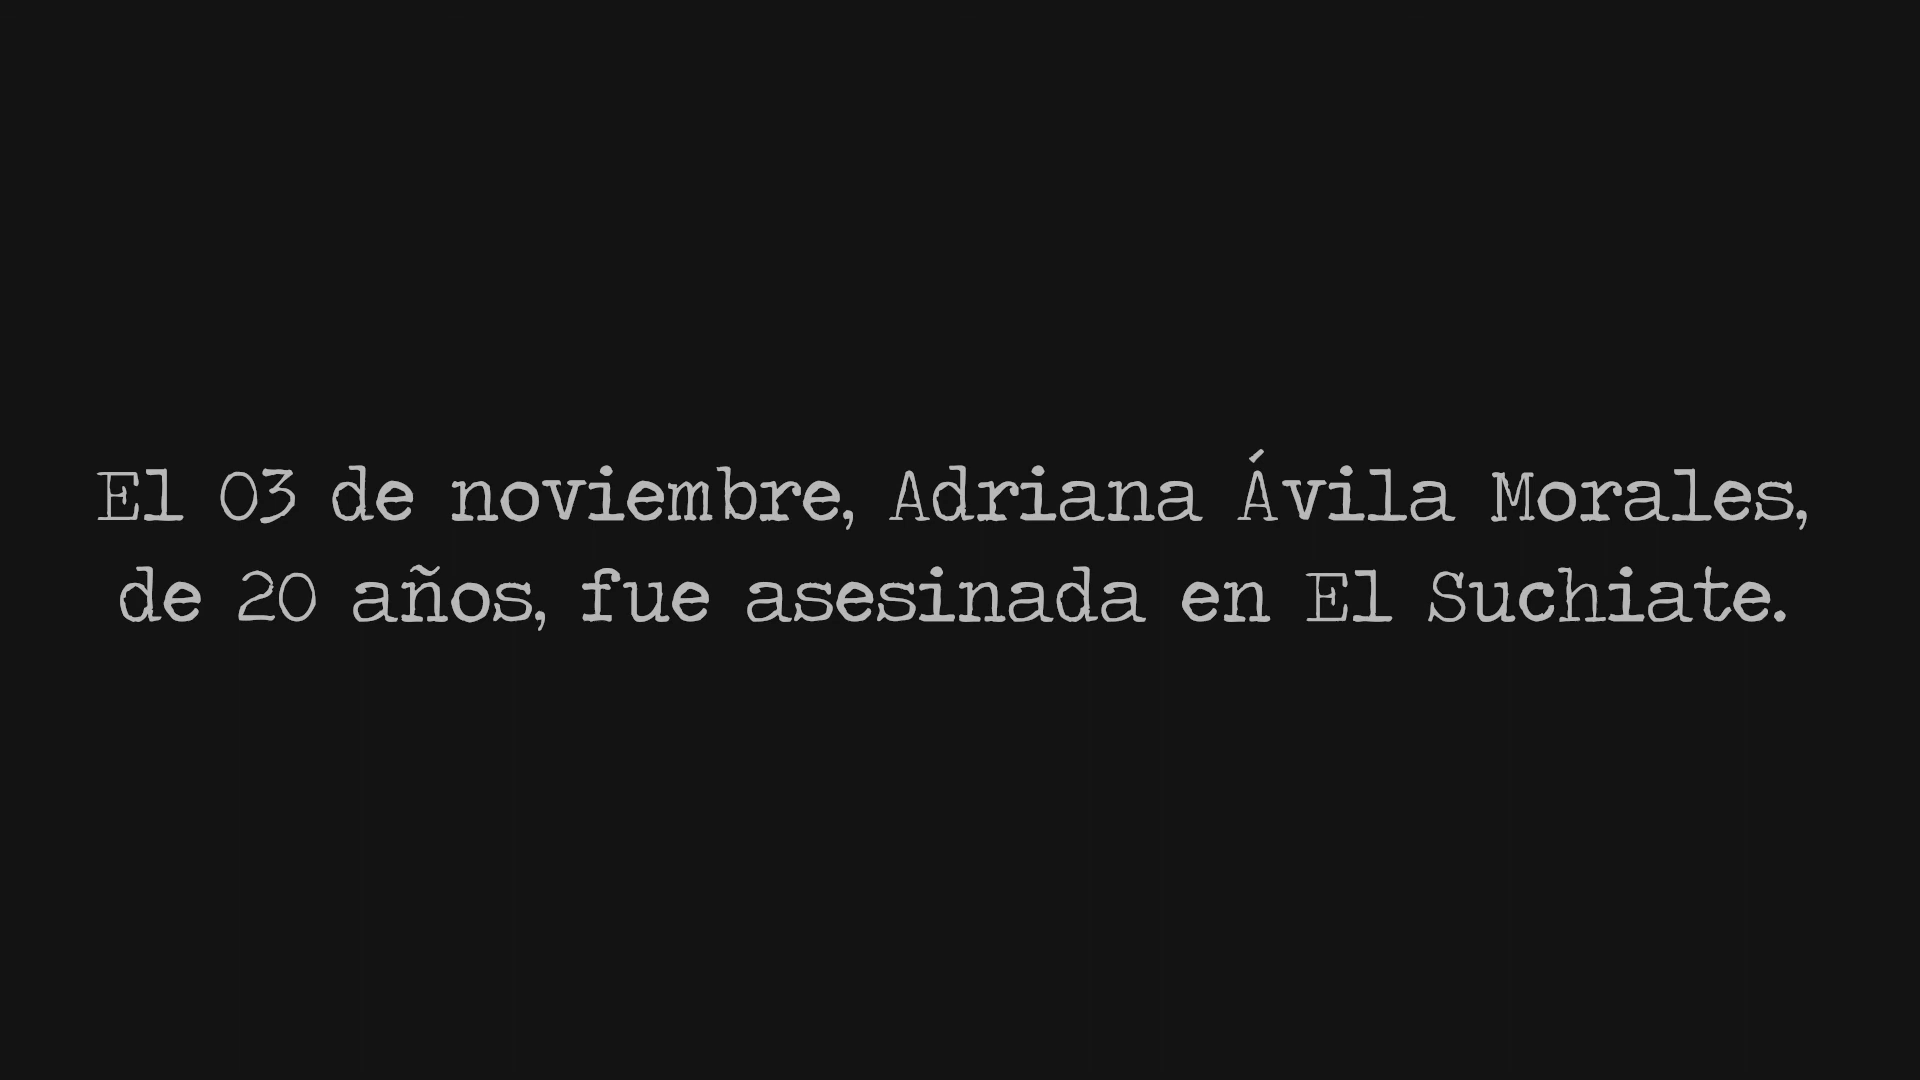 El 03 de noviembre, Adriana Ávila Morales,
de 20 años, fue asesinada en El Suchiate.